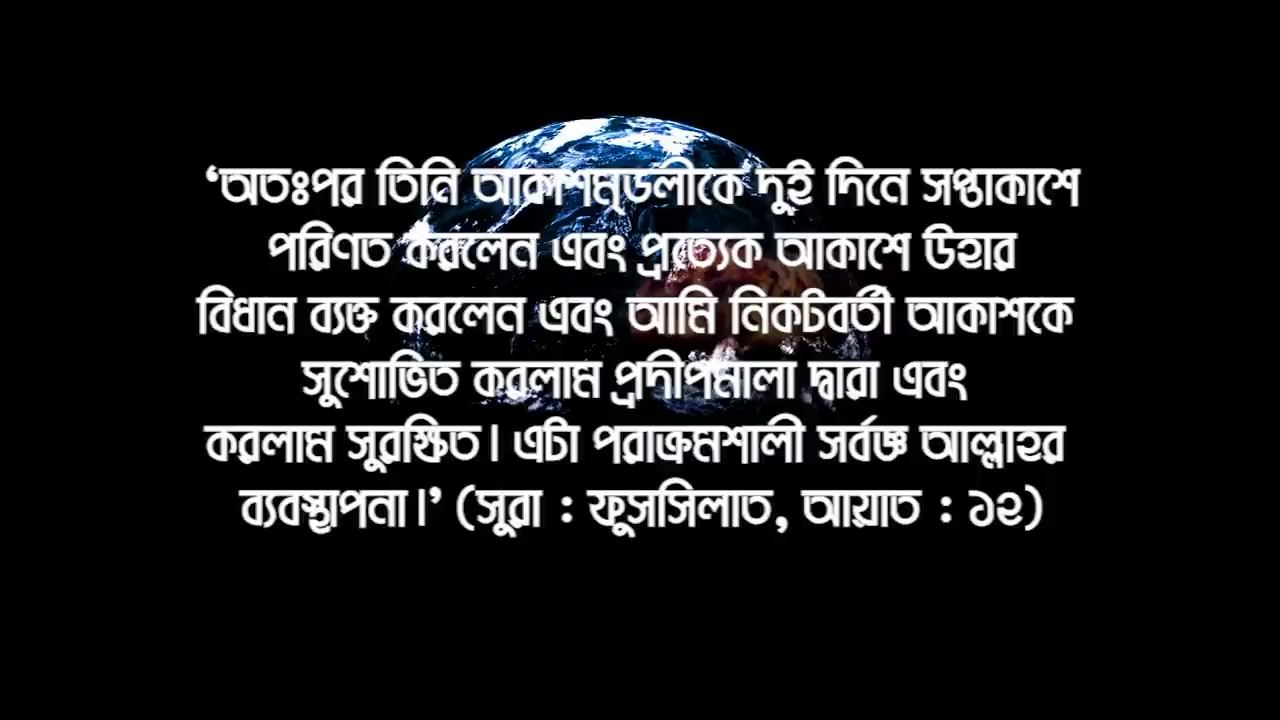 ‘অতঃপর তিনি আকাশমন্ডলীকে দুই দিনে সপ্তাকাশে
পরিণত করলেন এবং প্রত্যেক আকাশে উহার
বিধান ব্যক্ত করলেন এবং আমি নিকটবর্তী আকাশকে
সুশোভিত করলাম প্রদীপমালা দ্বারা এবং
করলাম সুরক্ষিত। এটা পরাক্রমশালী সর্বজ্ঞ আল্লাহর
ব্যবস্থাপনা।’ (সুরা : ফুসসিলাত, আয়াত : ১২)